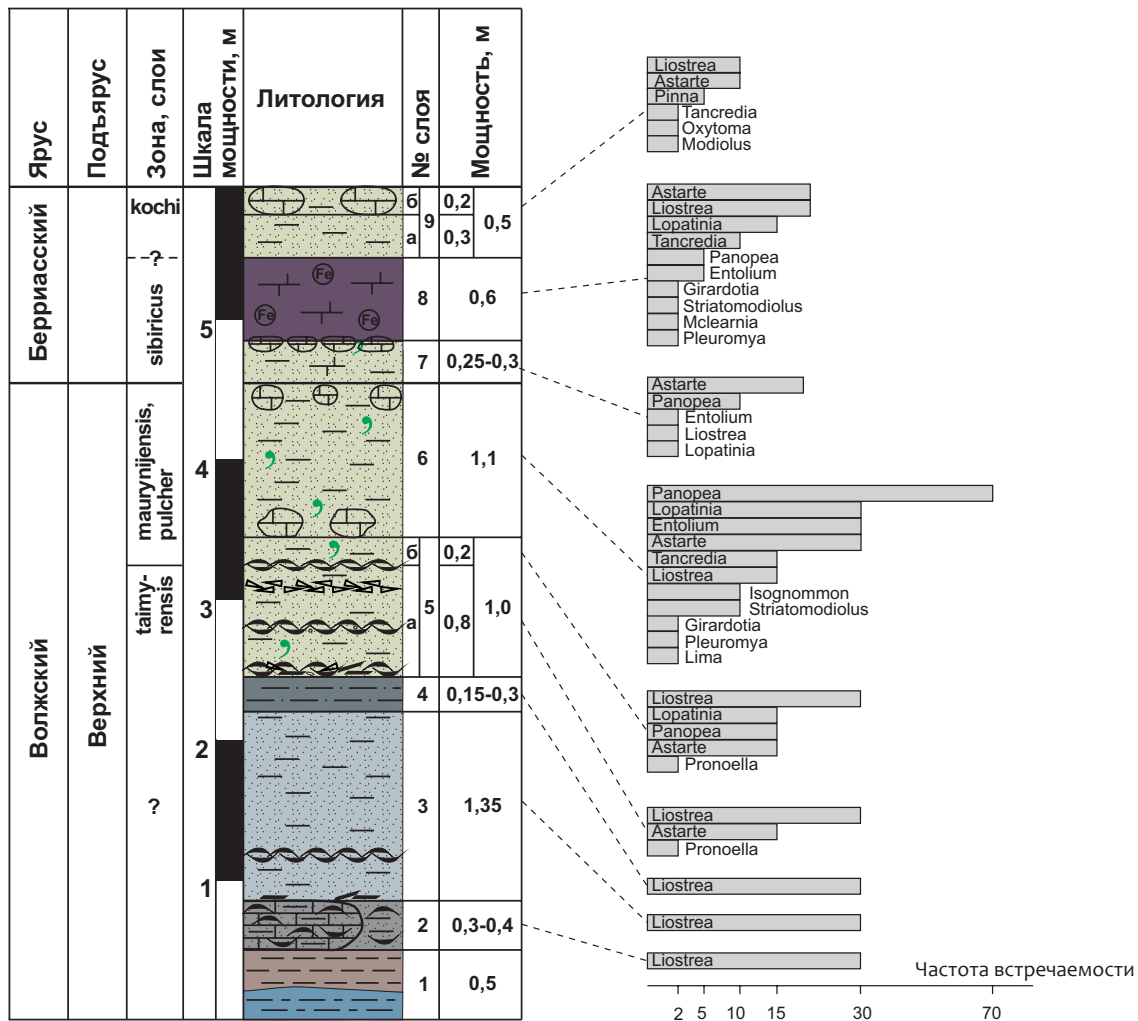 Ярус
Подъярус
Зона, слои
Шкала
мощности, м
Литология
№ слоя
Мощность, м
Берриасский
Волжский
Верхний
kochi
?
sibiricus
maurynijensis,
pulcher
taimy-
rensis
?
5
4
3
2
1
Fe
Fe
Fe
б
а
9
0,2
0,3
0,5
8
0,6
7
0,25-0,3
6
1,1
б
а
5
0,2
0,8
1,0
4
0,15-0,3
3
1,35
2
0,3-0,4
1
0,5
Liostrea
Astarte
Pinna
Tancredia
Oxytoma
Modiolus
Astarte
Liostrea
Lopatinia
Tancredia
Panopea
Entolium
Girardotia
Striatomodiolus
Mclearnia
Pleuromya
Astarte
Panopea
Entolium
Liostrea
Lopatinia
Panopea
Lopatinia
Entolium
Astarte
Tancredia
Liostrea
Isognommon
Striatomodiolus
Girardotia
Pleuromya
Lima
Liostrea
Lopatinia
Panopea
Astarte
Pronoella
Liostrea
Astarte
Pronoella
Liostrea
Liostrea
Liostrea
Частота встречаемости
2 5 10 15 30 70